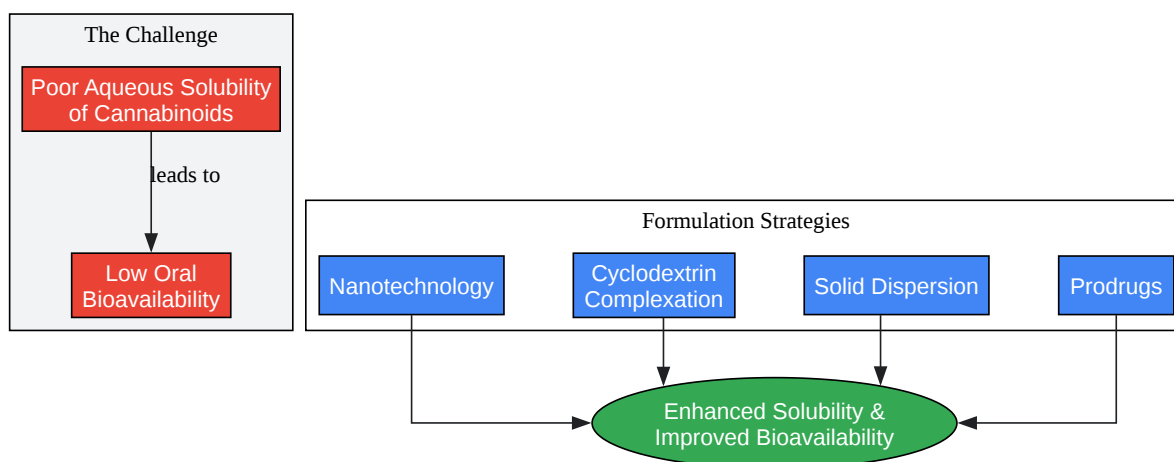 The Challenge
Poor Aqueous Solubility
of Cannabinoids
leads to
Low Oral
Bioavailability
Formulation Strategies
Nanotechnology
Cyclodextrin
Complexation
Solid Dispersion
Prodrugs
Enhanced Solubility &
Improved Bioavailability